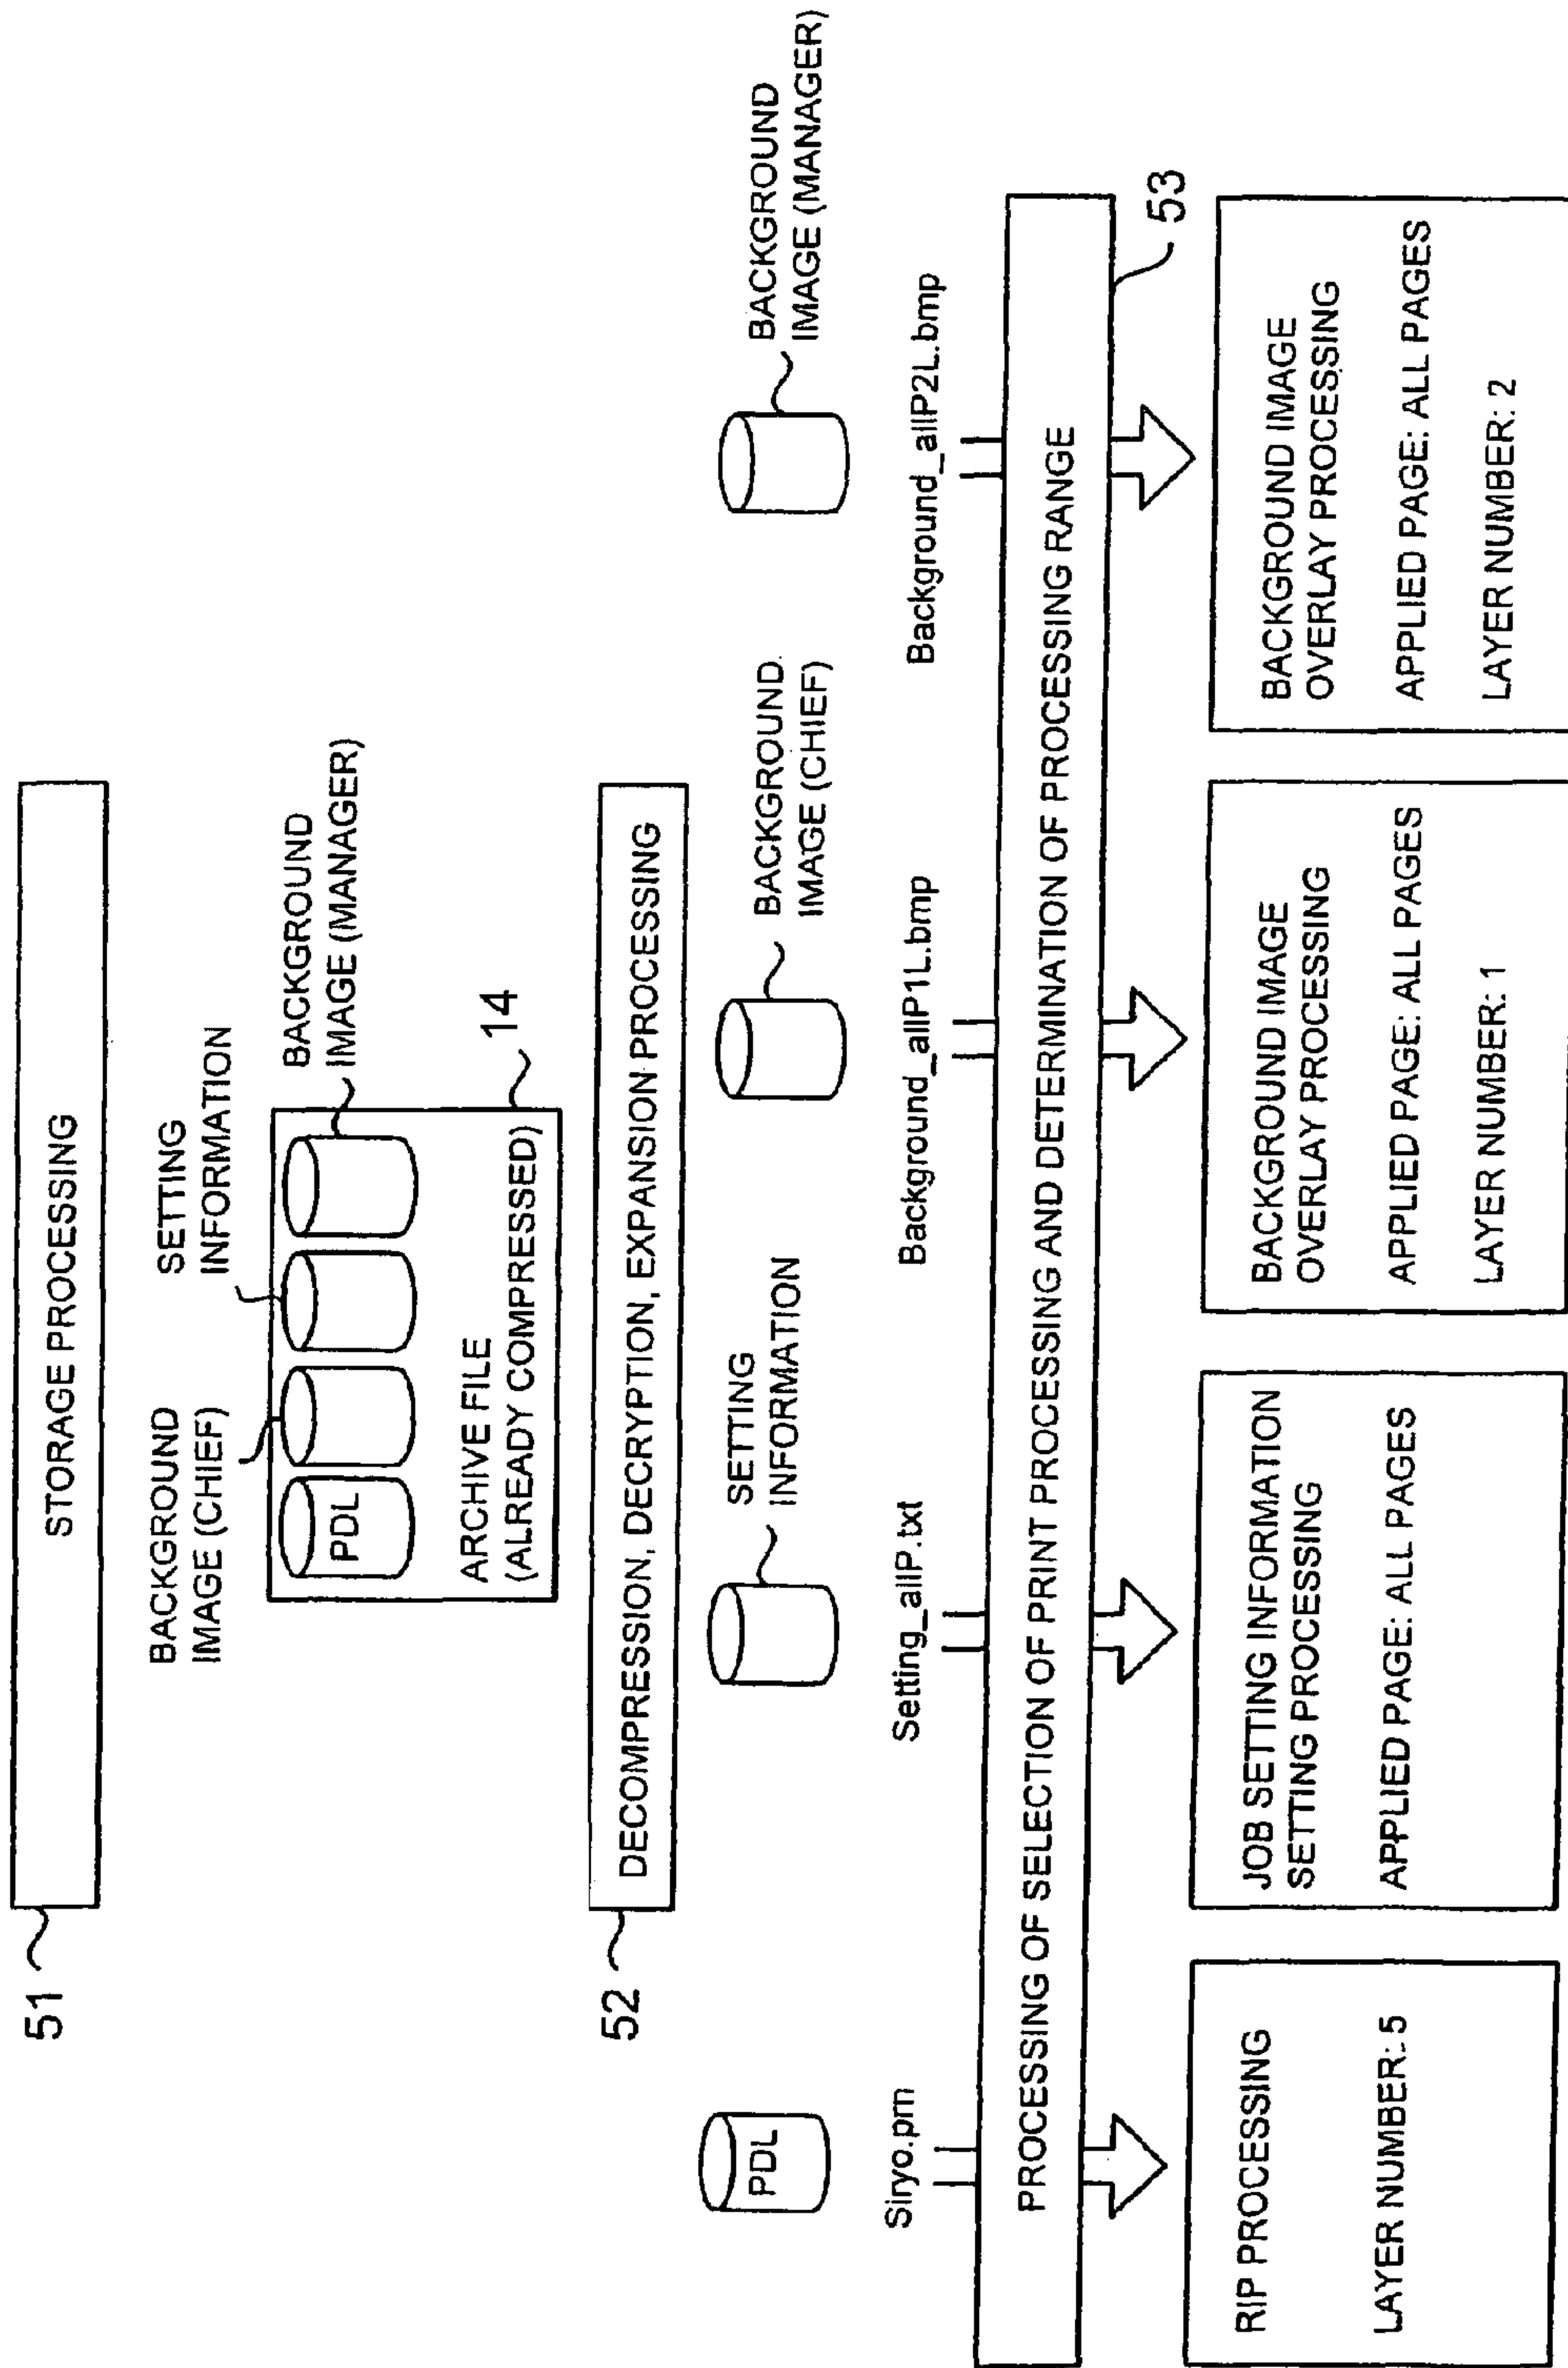 51
STORAGE PROCESSING
BACKGROUND
IMAGE (CHIEF)
SETTING
INFORMATION
BACKGROUND
IMAGE (MANAGER)
PDL
ARCHIVE FILE
(ALREADY COMPRESSED)
14
52
DECOMPRESSION, DECRYPTION, EXPANSION PROCESSING
PDL
SETTING
INFORMATION
BACKGROUND
IMAGE (CHIEF)
BACKGROUND
IMAGE (MANAGER)
Siryo.prn
Setting_allP.txt
Background_allP1L.bmp
Background_allP2L.bmp
PROCESSING OF SELECTION OF PRINT PROCESSING AND DETERMINATION OF PROCESSING RANGE
53
RIP PROCESSING
LAYER NUMBER: 5
JOB SETTING INFORMATION
SETTING PROCESSING
APPLIED PAGE: ALL PAGES
BACKGROUND IMAGE
OVERLAY PROCESSING
APPLIED PAGE: ALL PAGES
LAYER NUMBER: 1
BACKGROUND IMAGE
OVERLAY PROCESSING
APPLIED PAGE: ALL PAGES
LAYER NUMBER: 2